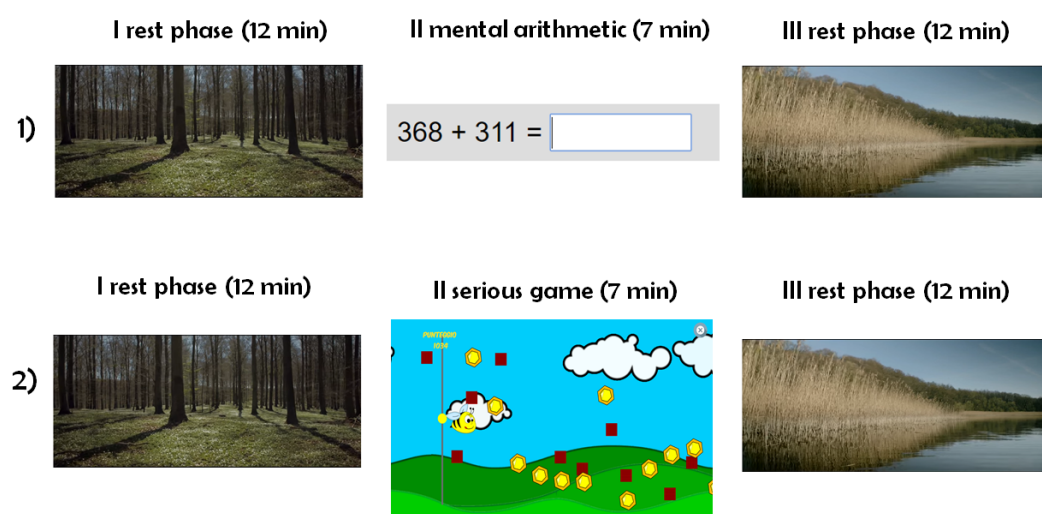 I rest phase (12 min)
II mental arithmetic (7 min)
III rest phase (12 min)
1)
368 + 311 =
I rest phase (12 min)
II serious game (7 min)
III rest phase (12 min)
2)
PUNTEGGIO
1034